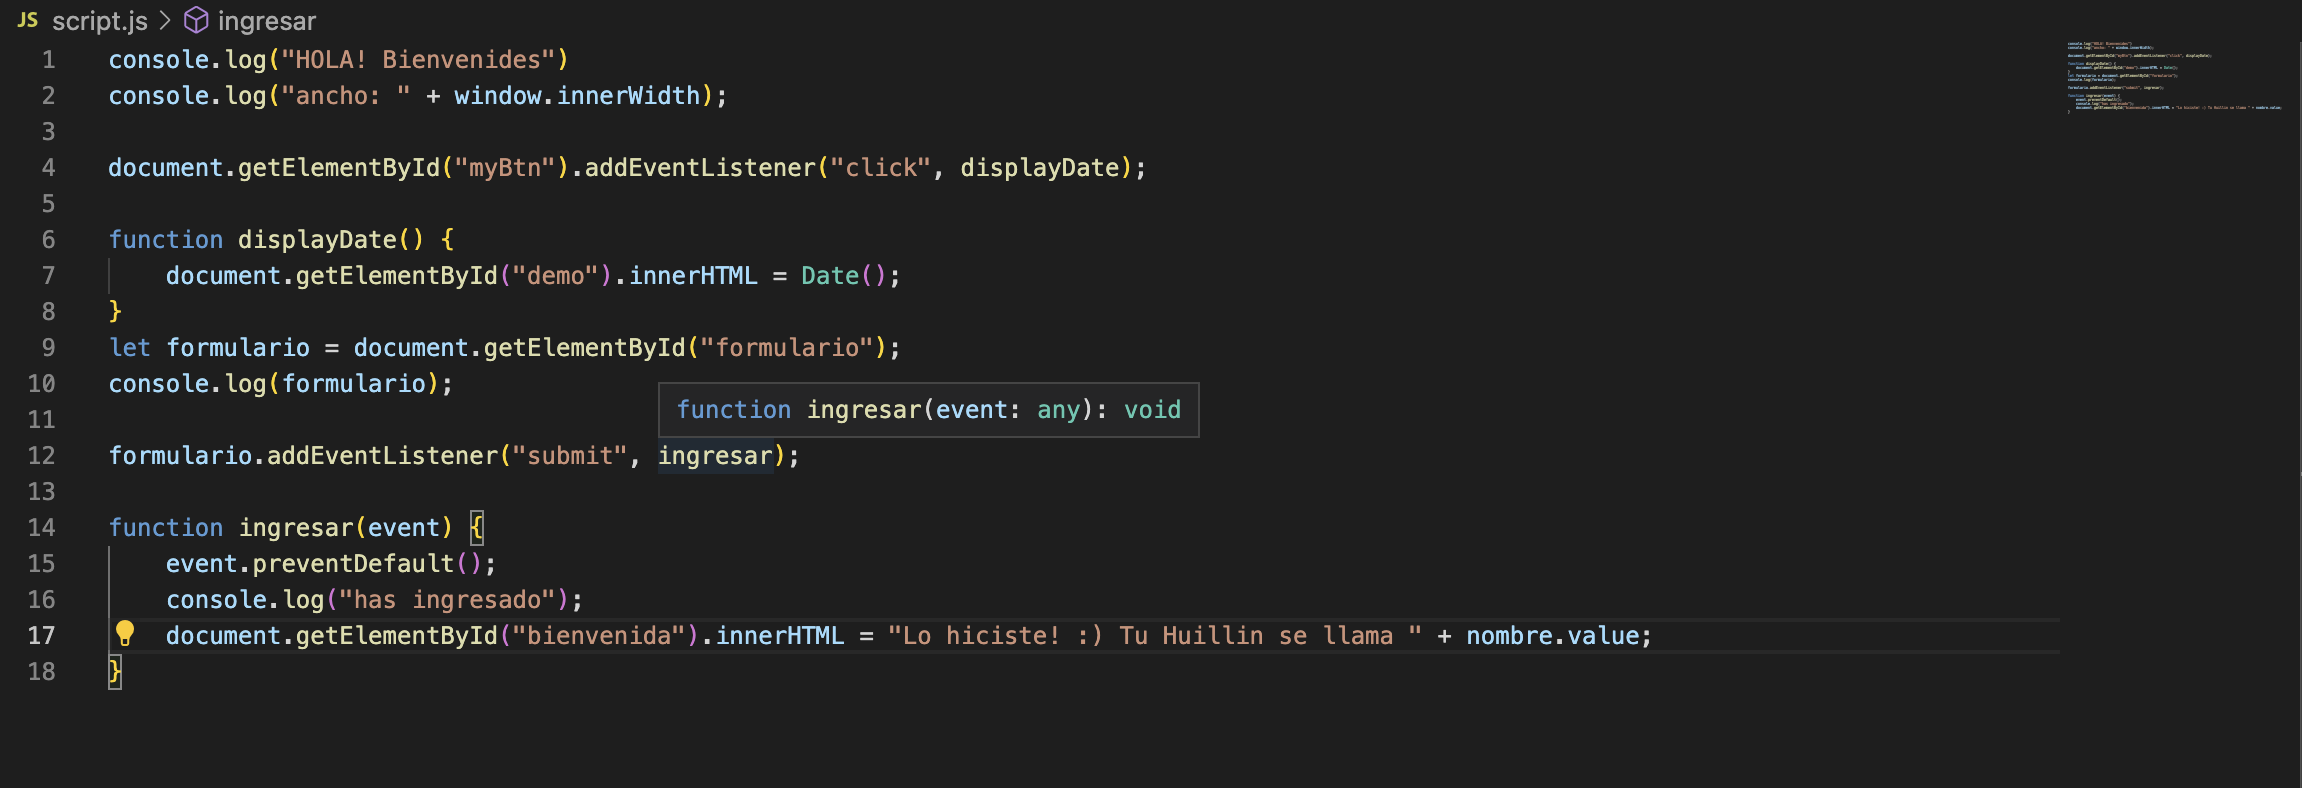 JS script.js > ingresar
1 console.log("HOLA! Bienvenides")
2 console.log("ancho: " + window.innerWidth);
3
4 document.getElementById("myBtn").addEventListener("click", displayDate);
5
6 function displayDate() {
7     document.getElementById("demo").innerHTML = Date();
8 }
9 let formulario = document.getElementById("formulario");
10 console.log(formulario);
function ingresar(event: any): void
11
12 formulario.addEventListener("submit", ingresar);
13
14 function ingresar(event) {
15     event.preventDefault();
16     console.log("has ingresado");
17     document.getElementById("bienvenida").innerHTML = "Lo hiciste! :) Tu Huillin se llama " + nombre.value;
18 }